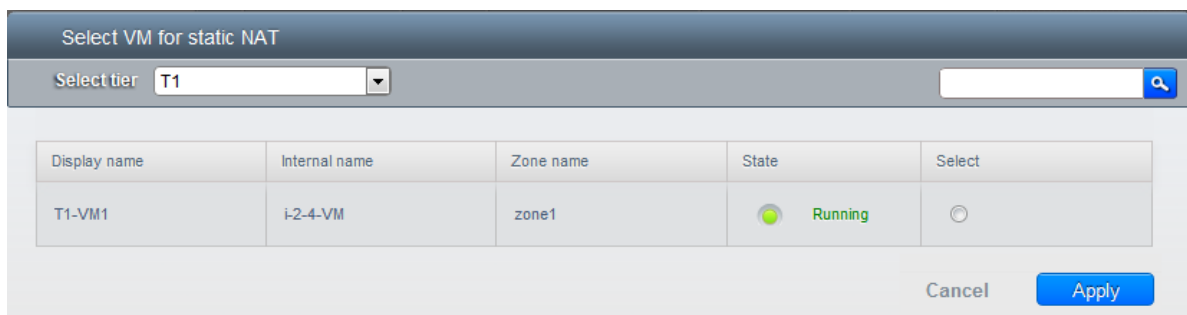 Select VM for static NAT
Select tier T1
Display name Internal name Zone name State Select
T1-VM1 i-2-4-VM zone1 Running
Cancel Apply